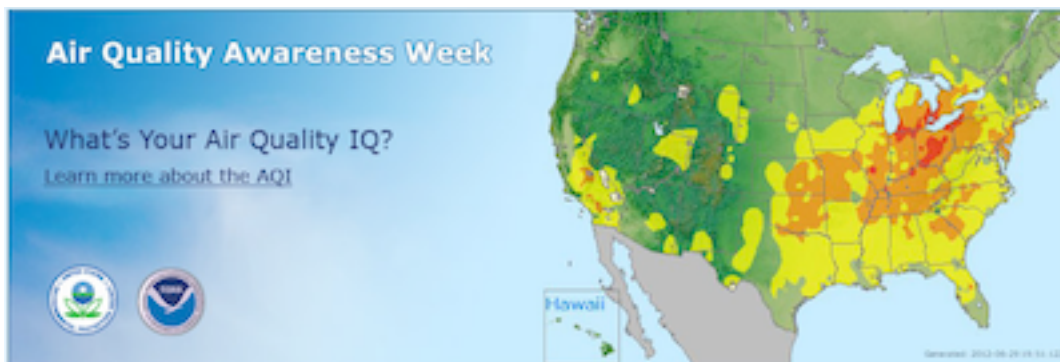 Air Quality Awareness Week
What's Your Air Quality IQ?
Learn more about the AQI
Hawaii